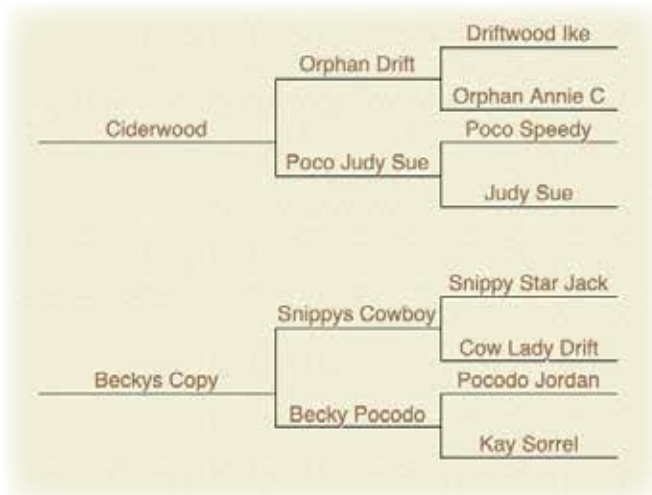 Driftwood Ike
Orphan Drift
Orphan Annie C
Ciderwood
Poco Speedy
Poco Judy Sue
Judy Sue
Snippy Star Jack
Snippys Cowboy
Cow Lady Drift
Beckys Copy
Pocodo Jordan
Becky Pocodo
Kay Sorrel